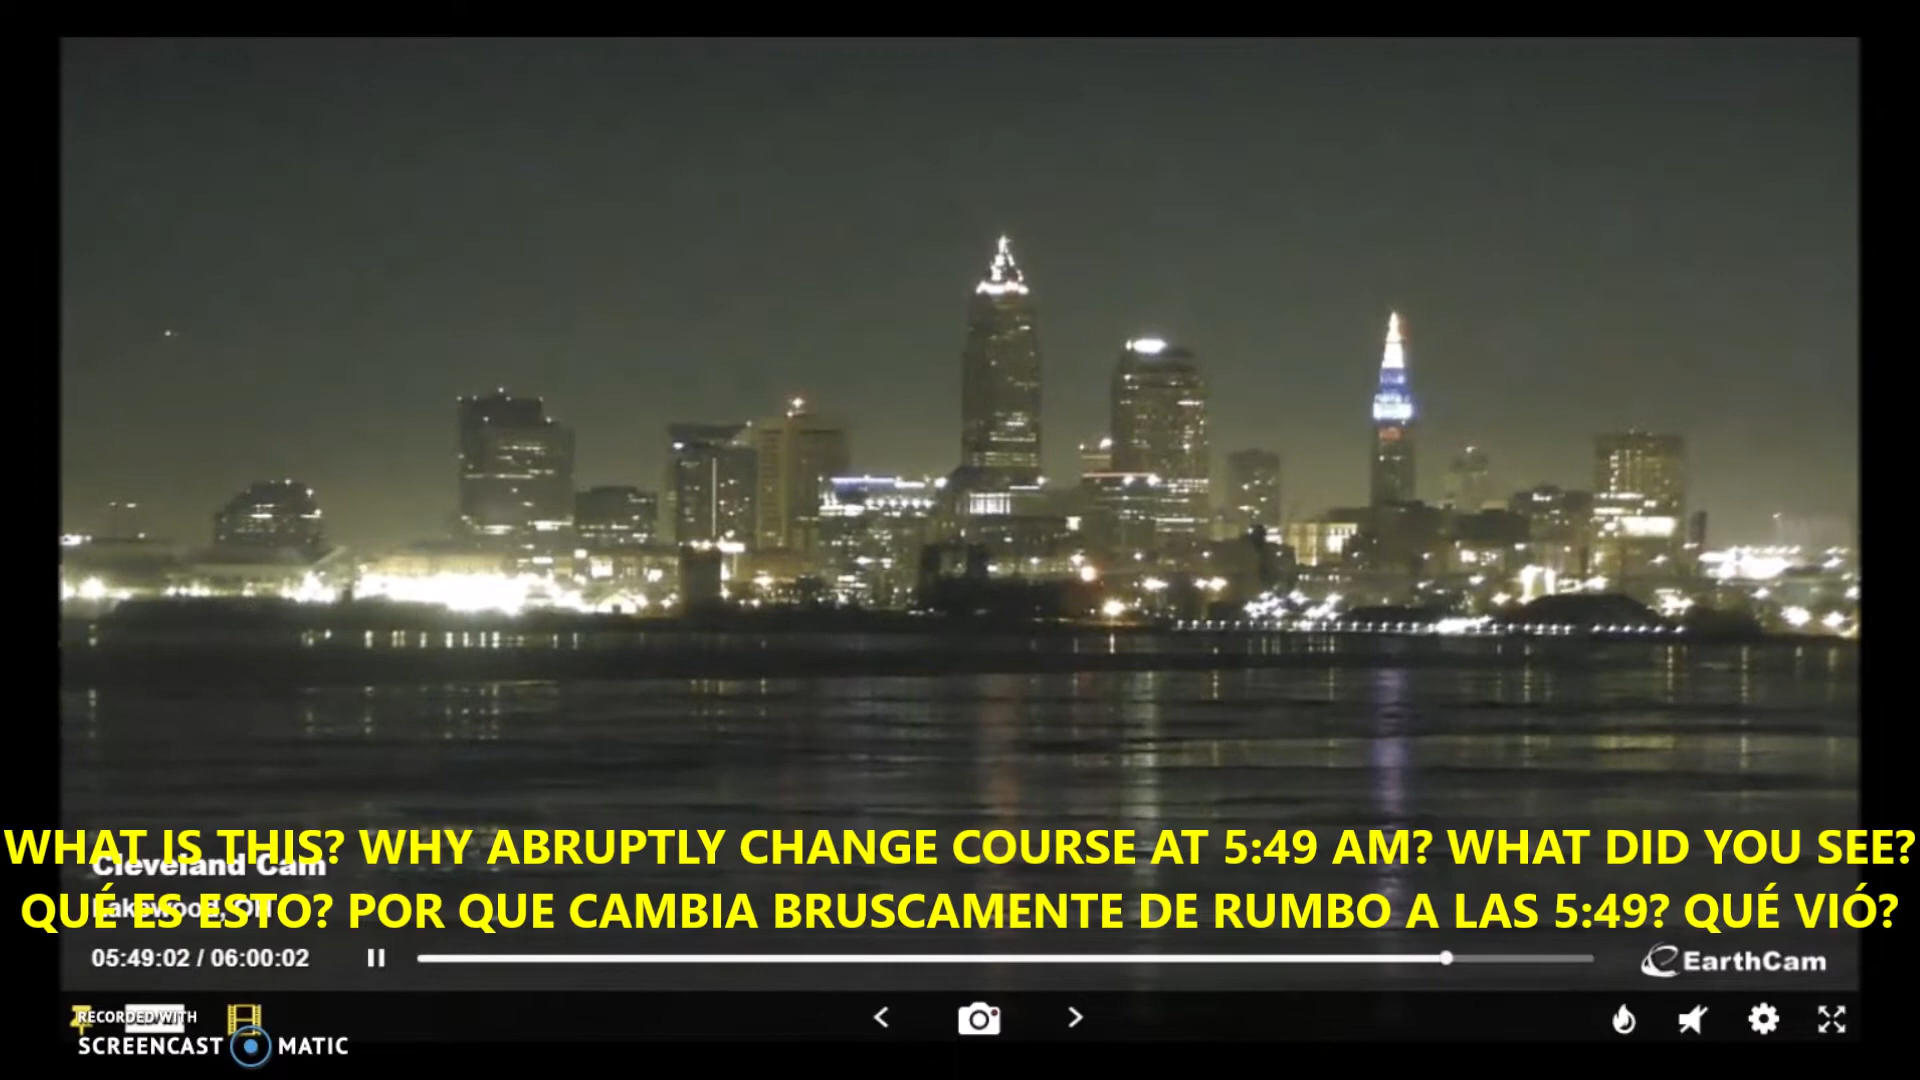 WHAT IS THIS? WHY ABRUPTLY CHANGE COURSE AT 5:49 AM? WHAT DID YOU SEE?
Cleveland Cam
QUÉ ES ESTO? POR QUE CAMBIA BRUSCAMENTE DE RUMBO A LAS 5:49? QUÉ VIÓ?
Lakewood, OH
05:49:02 / 06:00:02
EarthCam
RECORDED WITH
SCREENCAST MATIC